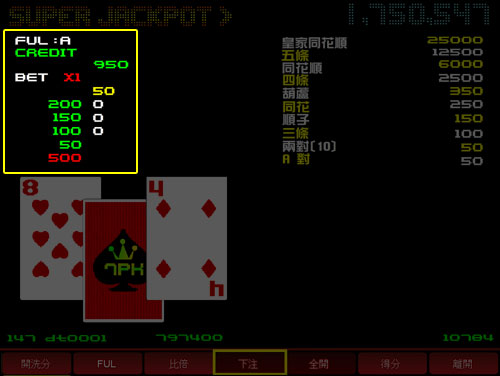 SUPER JACKPOT> 1,750,547
FUL :A
CREDIT
950
BET X1
50
200 0
150 0
100 0
50
500
皇家同花順 25000
五條 12500
同花順 6000
四條 2500
葫蘆 350
同花 250
順子 150
三條 100
兩對(10) 50
A 對 50
8
4
7PK
4
147 dt0001 797400 10784
開洗分 FUL 比倍 下注 全開 得分 離開